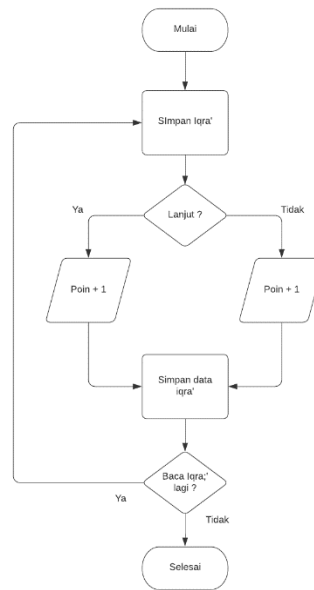 Mulai
SImpan Iqra'
Lanjut ?
Ya
Tidak
Poin + 1
Poin + 1
Simpan data
iqra'
Baca Iqra;'
lagi ?
Ya
Tidak
Selesai